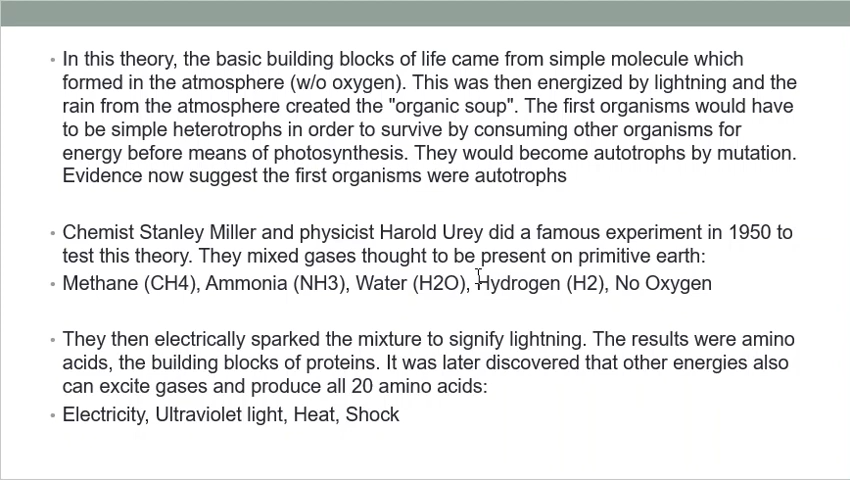 In this theory, the basic building blocks of life came from simple molecule which
formed in the atmosphere (w/o oxygen). This was then energized by lightning and the
rain from the atmosphere created the "organic soup". The first organisms would have
to be simple heterotrophs in order to survive by consuming other organisms for
energy before means of photosynthesis. They would become autotrophs by mutation.
Evidence now suggest the first organisms were autotrophs
Chemist Stanley Miller and physicist Harold Urey did a famous experiment in 1950 to
test this theory. They mixed gases thought to be present on primitive earth:
Methane (CH4), Ammonia (NH3), Water (H2O), Hydrogen (H2), No Oxygen
They then electrically sparked the mixture to signify lightning. The results were amino
acids, the building blocks of proteins. It was later discovered that other energies also
can excite gases and produce all 20 amino acids:
Electricity, Ultraviolet light, Heat, Shock